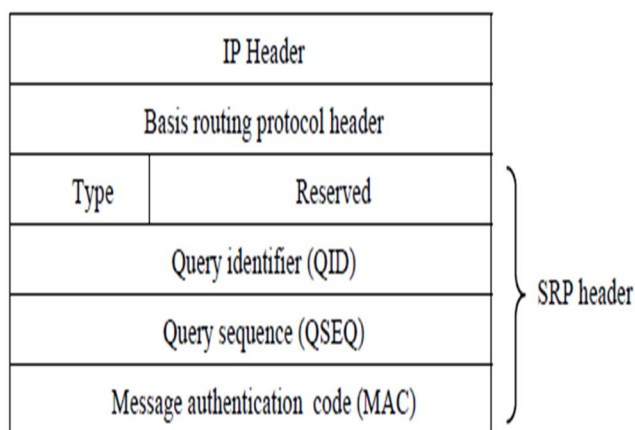 IP Header
Basis routing protocol header
Type Reserved
Query identifier (QID)
SRP header
Query sequence (QSEQ)
Message authentication code (MAC)